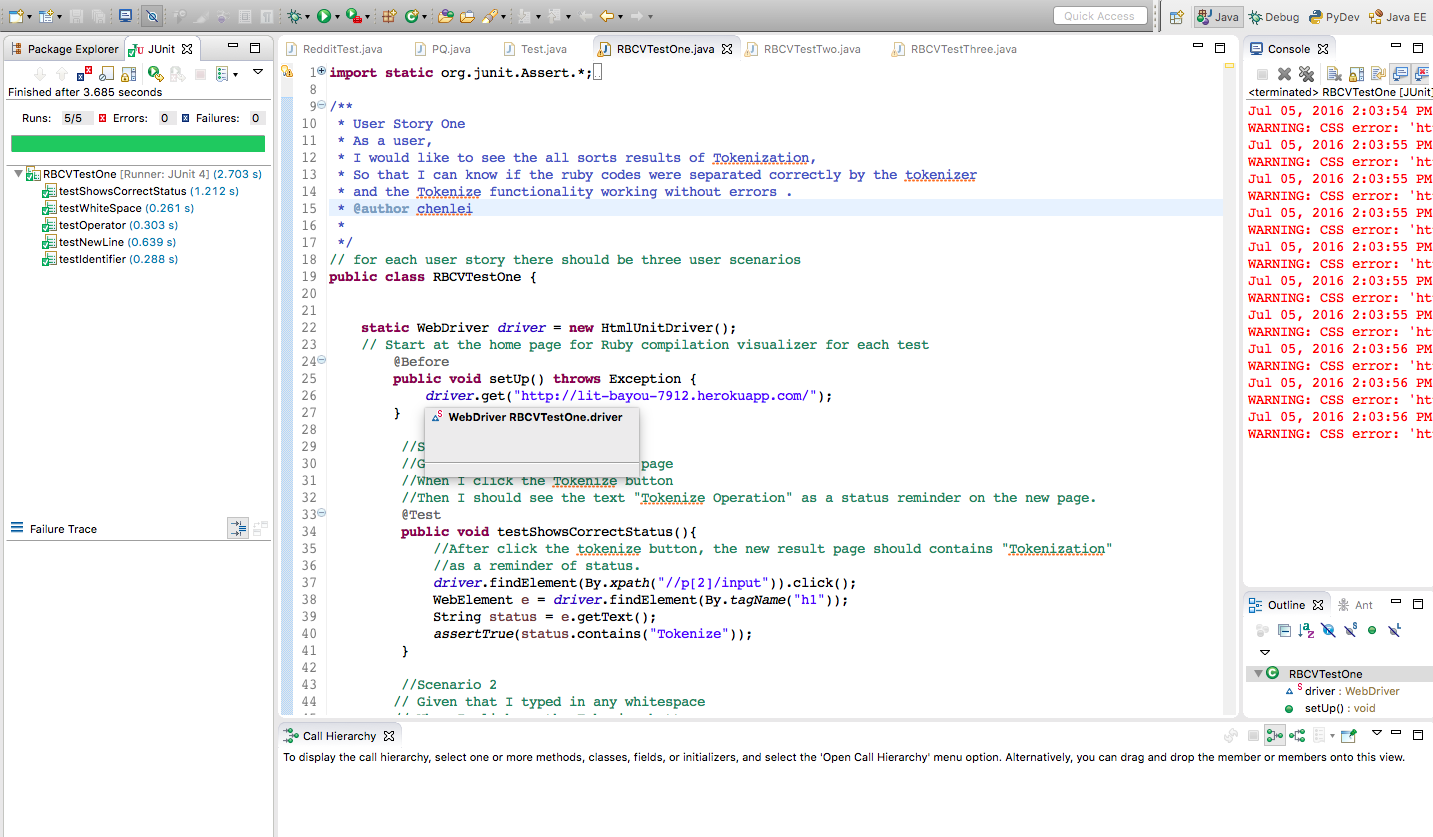 Quick Access
Java
Debug
PyDev
Java EE
Package Explorer
JUnit
Finished after 3.685 seconds
Runs: 5/5 Errors: 0 Failures: 0
RBCVTestOne [Runner: JUnit 4] (2.703 s)
testShowsCorrectStatus (1.212 s)
testWhiteSpace (0.261 s)
testOperator (0.303 s)
testNewLine (0.639 s)
testIdentifier (0.288 s)
Failure Trace
RedditTest.java
PQ.java
Test.java
RBCVTestOne.java
RBCVTestTwo.java
RBCVTestThree.java
1 import static org.junit.Assert.*;
8
9 /**
10 * User Story One
11 * As a user,
12 * I would like to see the all sorts results of Tokenization,
13 * So that I can know if the ruby codes were separated correctly by the tokenizer
14 * and the Tokenize functionality working without errors .
15 * @author chenlei
16 *
17 */
18 // for each user story there should be three user scenarios
19 public class RBCVTestOne {
20
21
22 static WebDriver driver = new HtmlUnitDriver();
23 // Start at the home page for Ruby compilation visualizer for each test
24 @Before
25 public void setUp() throws Exception {
26 driver.get("http://lit-bayou-7912.herokuapp.com/");
27 }
WebDriver RBCVTestOne.driver
28
29 //S
30 //G page
31 //When I click the Tokenize button
32 //Then I should see the text "Tokenize Operation" as a status reminder on the new page.
33 @Test
34 public void testShowsCorrectStatus(){
35 //After click the tokenize button, the new result page should contains "Tokenization"
36 //as a reminder of status.
37 driver.findElement(By.xpath("//p[2]/input")).click();
38 WebElement e = driver.findElement(By.tagName("h1"));
39 String status = e.getText();
40 assertTrue(status.contains("Tokenize"));
41 }
42
43 //Scenario 2
44 // Given that I typed in any whitespace
Console
<terminated> RBCVTestOne [JUnit]
Jul 05, 2016 2:03:54 PM
WARNING: CSS error: 'ht
Jul 05, 2016 2:03:55 PM
WARNING: CSS error: 'ht
Jul 05, 2016 2:03:55 PM
WARNING: CSS error: 'ht
Jul 05, 2016 2:03:55 PM
WARNING: CSS error: 'ht
Jul 05, 2016 2:03:55 PM
WARNING: CSS error: 'ht
Jul 05, 2016 2:03:55 PM
WARNING: CSS error: 'ht
Jul 05, 2016 2:03:55 PM
WARNING: CSS error: 'ht
Jul 05, 2016 2:03:56 PM
WARNING: CSS error: 'ht
Jul 05, 2016 2:03:56 PM
WARNING: CSS error: 'ht
Jul 05, 2016 2:03:56 PM
WARNING: CSS error: 'ht
Outline
Ant
RBCVTestOne
driver : WebDriver
setUp() : void
Call Hierarchy
To display the call hierarchy, select one or more methods, classes, fields, or initializers, and select the 'Open Call Hierarchy' menu option. Alternatively, you can drag and drop the member or members onto this view.